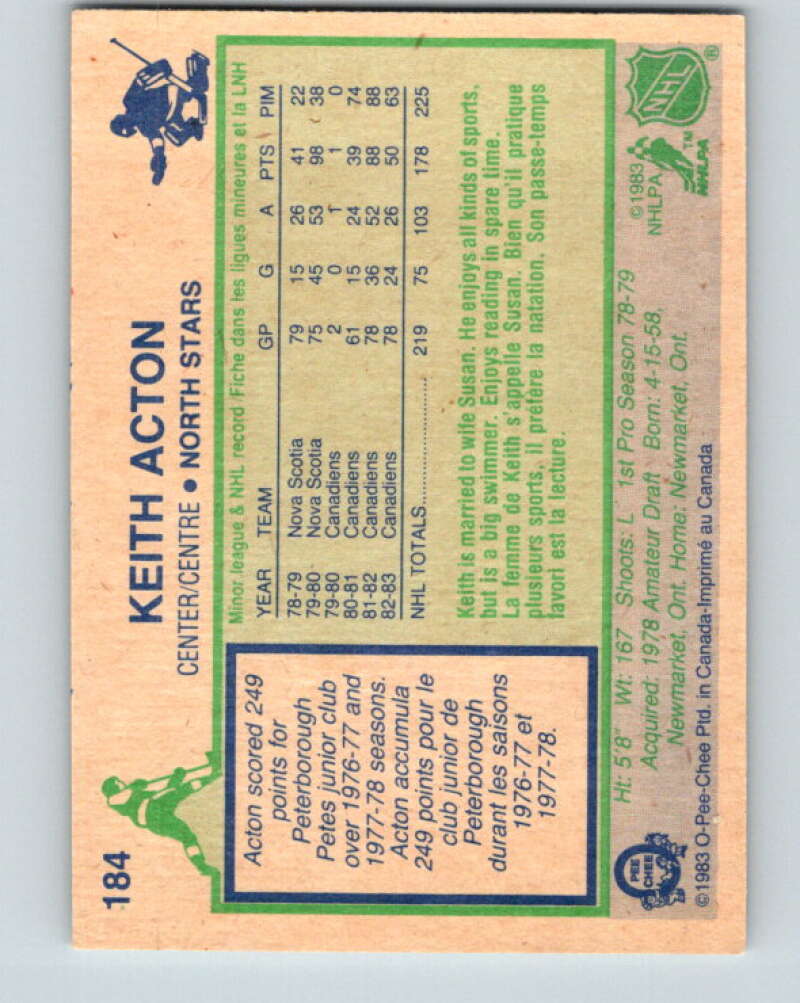 184
KEITH ACTON
CENTER/CENTRE • NORTH STARS
Acton scored 249
points for
Peterborough
Petes junior club
over 1976-77 and
1977-78 seasons.
Acton accumula
249 points pour le
club junior de
Peterborough
durant les saisons
1976-77 et
1977-78.
Minor league & NHL record/Fiche dans les ligues mineures et la LNH
YEAR TEAM GP G A PTS PIM
78-79 Nova Scotia 79 15 26 41 22
79-80 Nova Scotia 75 45 53 98 38
79-80 Canadiens 2 0 1 1 0
80-81 Canadiens 61 15 24 39 74
81-82 Canadiens 78 36 52 88 88
82-83 Canadiens 78 24 26 50 63
NHL TOTALS 219 75 103 178 225
Keith is married to wife Susan. He enjoys all kinds of sports,
but is a big swimmer. Enjoys reading in spare time.
La femme de Keith s'appelle Susan. Bien qu'il pratique
plusieurs sports, il préfère la natation. Son passe-temps
favori est la lecture.
Ht: 5'8" Wt: 167 Shoots: L 1st Pro Season 78-79
Acquired: 1978 Amateur Draft Born: 4-15-58,
Newmarket, Ont. Home: Newmarket, Ont.
©1983 O-Pee-Chee Ptd. in Canada-Imprimé au Canada
O
PEE
CHEE
©1983
NHLPA
TM
NHLPA
NHL
®